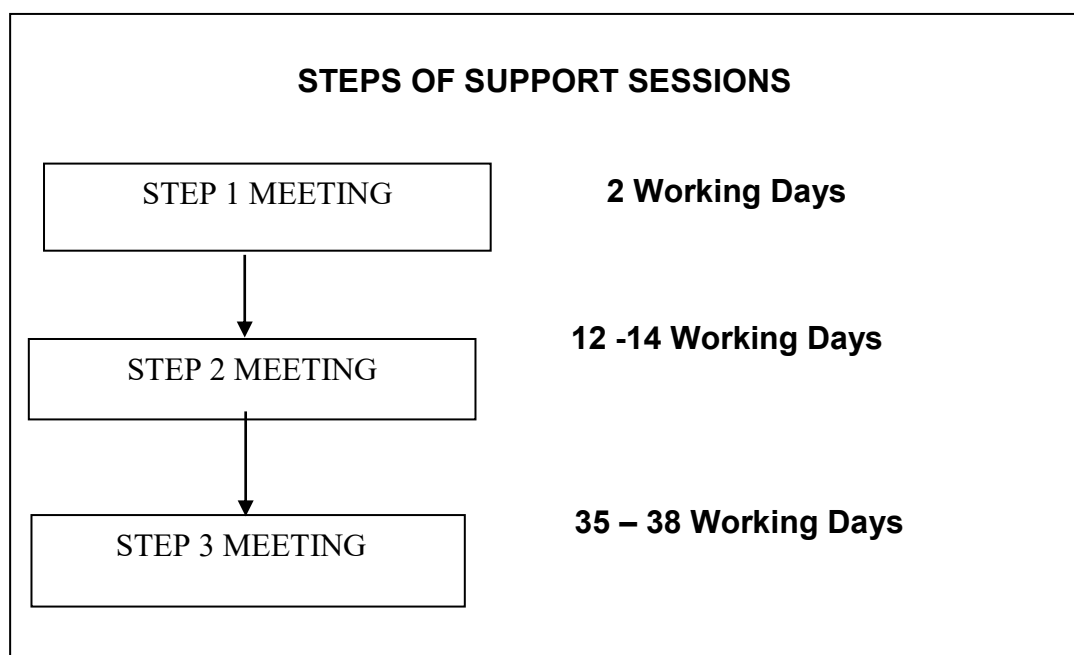 STEPS OF SUPPORT SESSIONS
STEP 1 MEETING
2 Working Days
12 -14 Working Days
STEP 2 MEETING
35 – 38 Working Days
STEP 3 MEETING